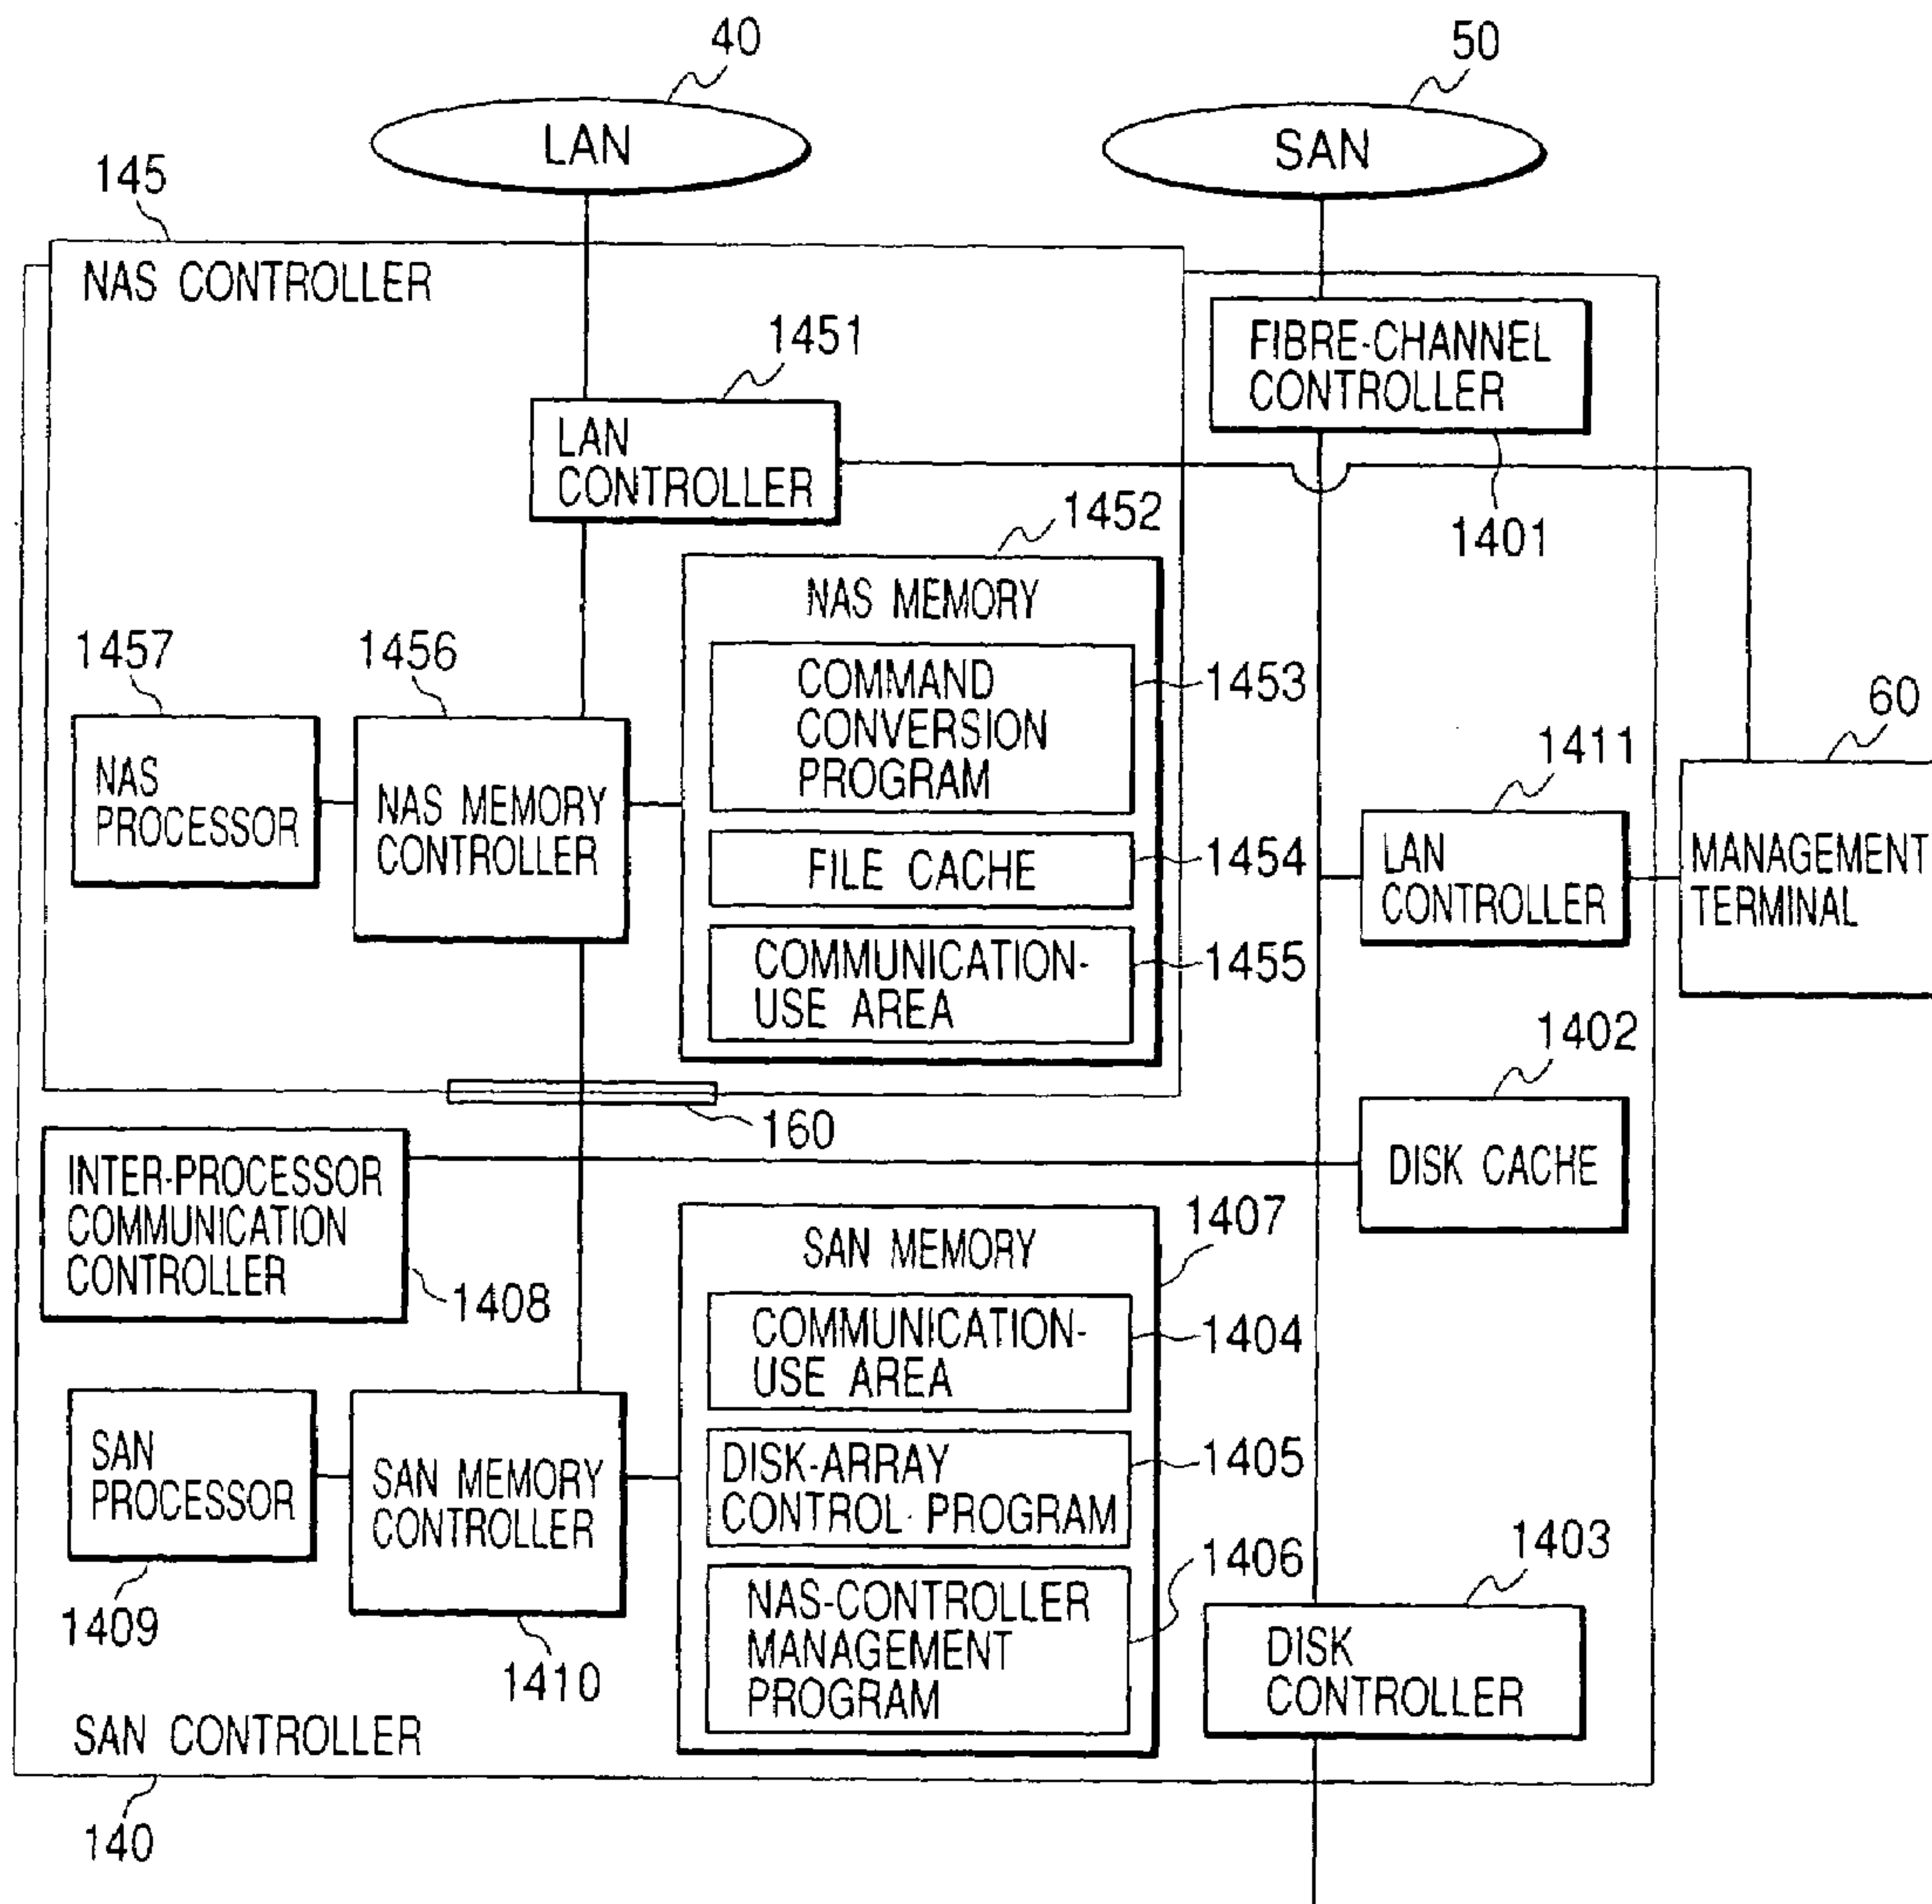 40
50
LAN
SAN
145
NAS CONTROLLER
1451
FIBRE-CHANNEL
CONTROLLER
LAN
CONTROLLER
1401
1452
NAS MEMORY
1457
1456
COMMAND
CONVERSION
PROGRAM
1453
60
1411
NAS
PROCESSOR
NAS MEMORY
CONTROLLER
FILE CACHE
1454
LAN
CONTROLLER
MANAGEMENT
TERMINAL
COMMUNICATION-
USE AREA
1455
1402
160
INTER-PROCESSOR
COMMUNICATION
CONTROLLER
DISK CACHE
1408
1407
SAN MEMORY
COMMUNICATION-
USE AREA
1404
SAN
PROCESSOR
SAN MEMORY
CONTROLLER
DISK-ARRAY
CONTROL PROGRAM
1405
1403
1406
NAS-CONTROLLER
MANAGEMENT
PROGRAM
1409
1410
DISK
CONTROLLER
SAN CONTROLLER
140